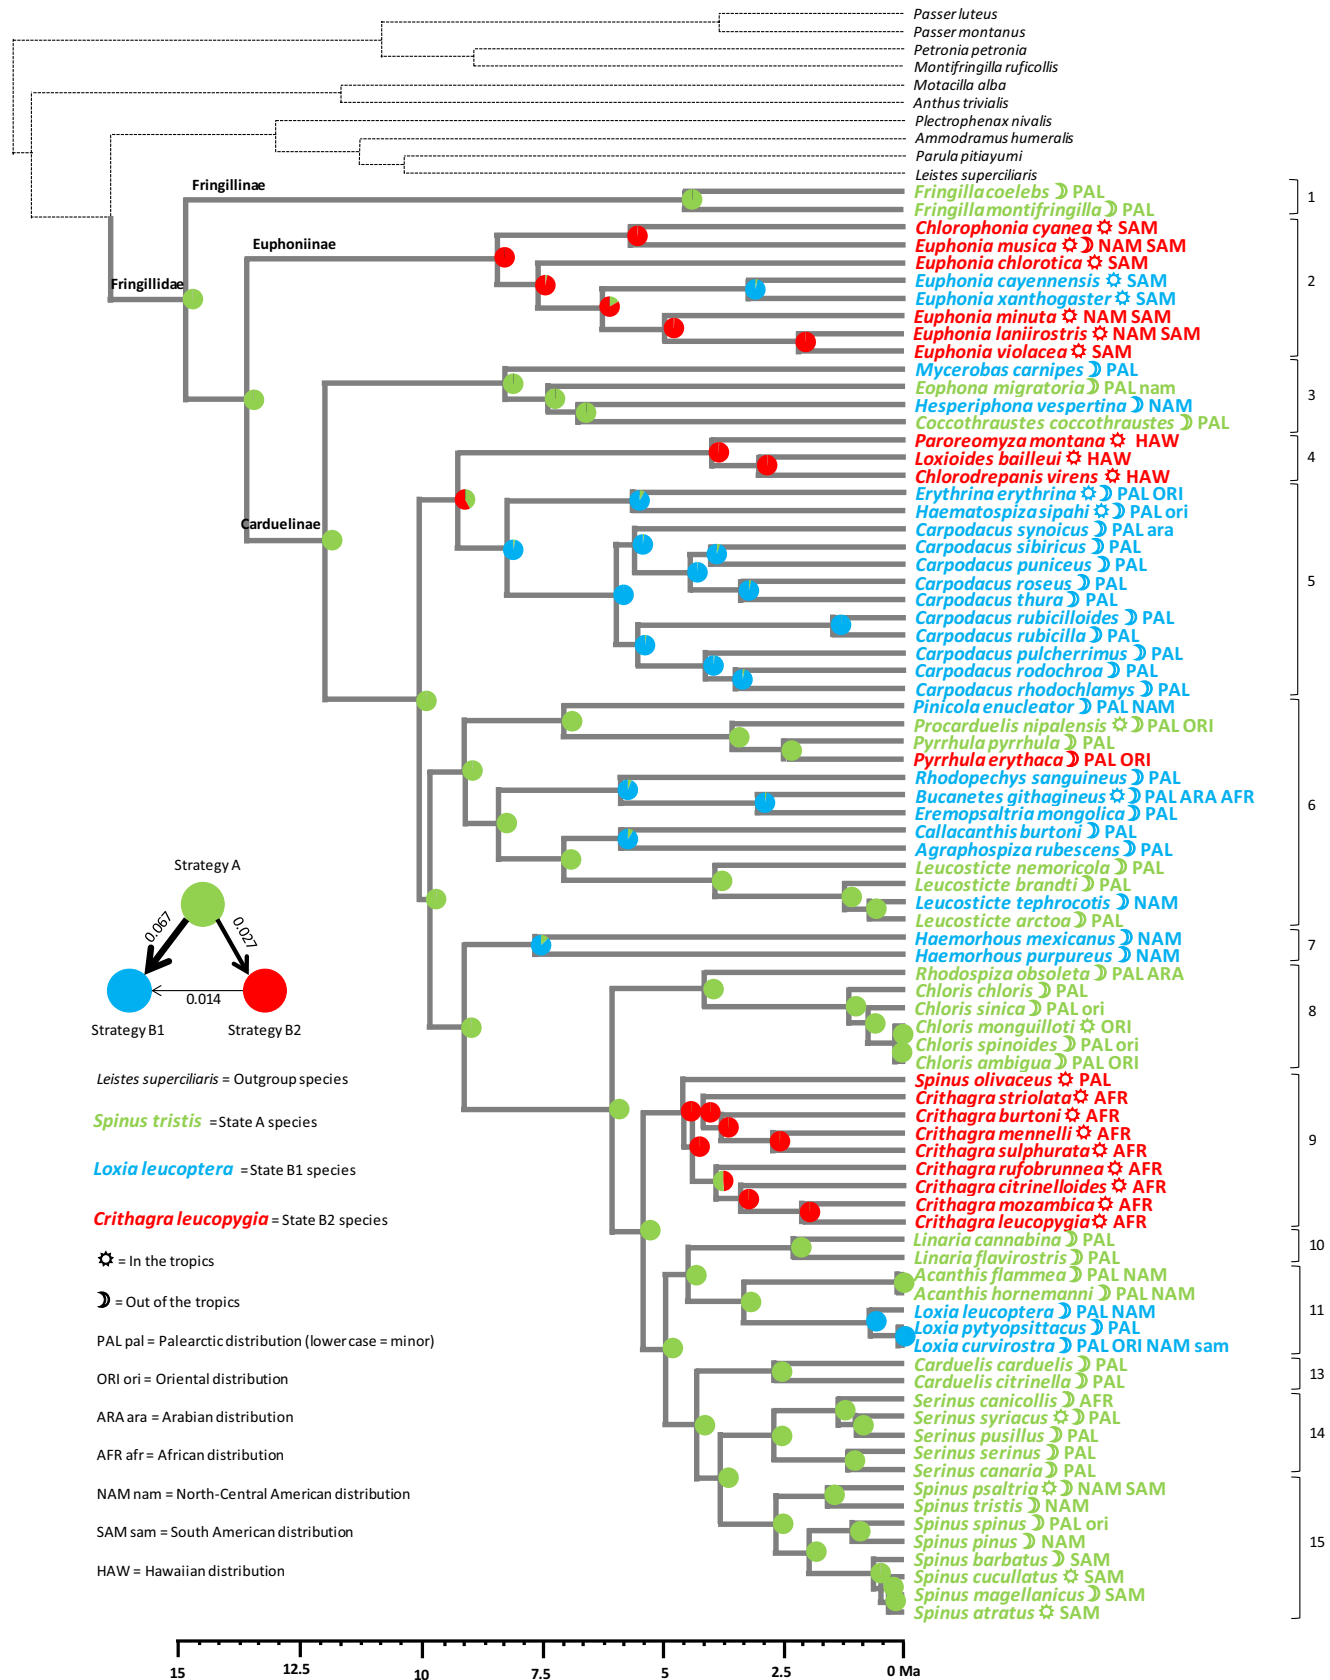 Passer luteus
Passer montanus
Petronia petronia
Montifringilla ruficollis
Motacilla alba
Anthus trivialis
Plectrophenax nivalis
Ammodramus humeralis
Parula pitiayumi
Leistes superciliaris
Fringillinae
Fringilla coelebs PAL
1
Fringilla montifringilla PAL
Chlorophonia cyanea SAM
Euphoniinae
Euphonia musica NAM SAM
Euphonia chlorotica SAM
Fringillidae
Euphonia cayennensis SAM
2
Euphonia xanthogaster SAM
Euphonia minuta NAM SAM
Euphonia laniirostris NAM SAM
Euphonia violacea SAM
Mycerobas carnipes PAL
Eophona migratoria PAL nam
3
Hesperiphona vespertina NAM
Coccothraustes coccothraustes PAL
Paroreomyza montana HAW
Loxioides bailleui HAW
4
Chlorodrepanis virens HAW
Erythrina erythrina PAL ORI
Haematospiza sipahi PAL ori
Carduelinae
Carpodacus synoicus PAL ara
Carpodacus sibiricus PAL
Carpodacus puniceus PAL
Carpodacus roseus PAL
5
Carpodacus thura PAL
Carpodacus rubicilloides PAL
Carpodacus rubicilla PAL
Carpodacus pulcherrimus PAL
Carpodacus rodochroa PAL
Carpodacus rhodochlamys PAL
Pinicola enucleator PAL NAM
Procarduelis nipalensis PAL ORI
Pyrrhula pyrrhula PAL
Pyrrhula erythaca PAL ORI
Rhodopechys sanguineus PAL
Bucanetes githagineus PAL ARA AFR
6
Eremopsaltria mongolica PAL
Callacanthis burtoni PAL
Agraphospiza rubescens PAL
Leucosticte nemoricola PAL
Leucosticte brandti PAL
Leucosticte tephrocotis NAM
Leucosticte arctoa PAL
Haemorhous mexicanus NAM
7
Haemorhous purpureus NAM
Rhodospiza obsoleta PAL ARA
Chloris chloris PAL
Chloris sinica PAL ori
8
Chloris monguilloti ORI
Chloris spinoides PAL ori
Chloris ambigua PAL ORI
Strategy A
0.067
0.027
0.014
Strategy B1
Strategy B2
Spinus olivaceus PAL
Crithagra striolata AFR
Crithagra burtoni AFR
Crithagra mennelli AFR
9
Crithagra sulphurata AFR
Crithagra rufobrunnea AFR
Crithagra citrinelloides AFR
Crithagra mozambica AFR
Crithagra leucopygia AFR
Linaria cannabina PAL
10
Linaria flavirostris PAL
Acanthis flammea PAL NAM
Acanthis hornemanni PAL NAM
Loxia leucoptera PAL NAM
11
Loxia pytyopsittacus PAL
Loxia curvirostra PAL ORI NAM sam
Carduelis carduelis PAL
13
Carduelis citrinella PAL
Serinus canicollis AFR
Serinus syriacus PAL
14
Serinus pusillus PAL
Serinus serinus PAL
Serinus canaria PAL
Spinus psaltria NAM SAM
Spinus tristis NAM
Spinus spinus PAL ori
Spinus pinus NAM
15
Spinus barbatus SAM
Spinus cucullatus SAM
Spinus magellanicus SAM
Spinus atratus SAM
Leistes superciliaris = Outgroup species
Spinus tristis = State A species
Loxia leucoptera = State B1 species
Crithagra leucopygia = State B2 species
= In the tropics
= Out of the tropics
PAL pal = Palearctic distribution (lower case = minor)
ORI ori = Oriental distribution
ARA ara = Arabian distribution
AFR afr = African distribution
NAM nam = North-Central American distribution
SAM sam = South American distribution
HAW = Hawaiian distribution
15 12.5 10 7.5 5 2.5 0 Ma